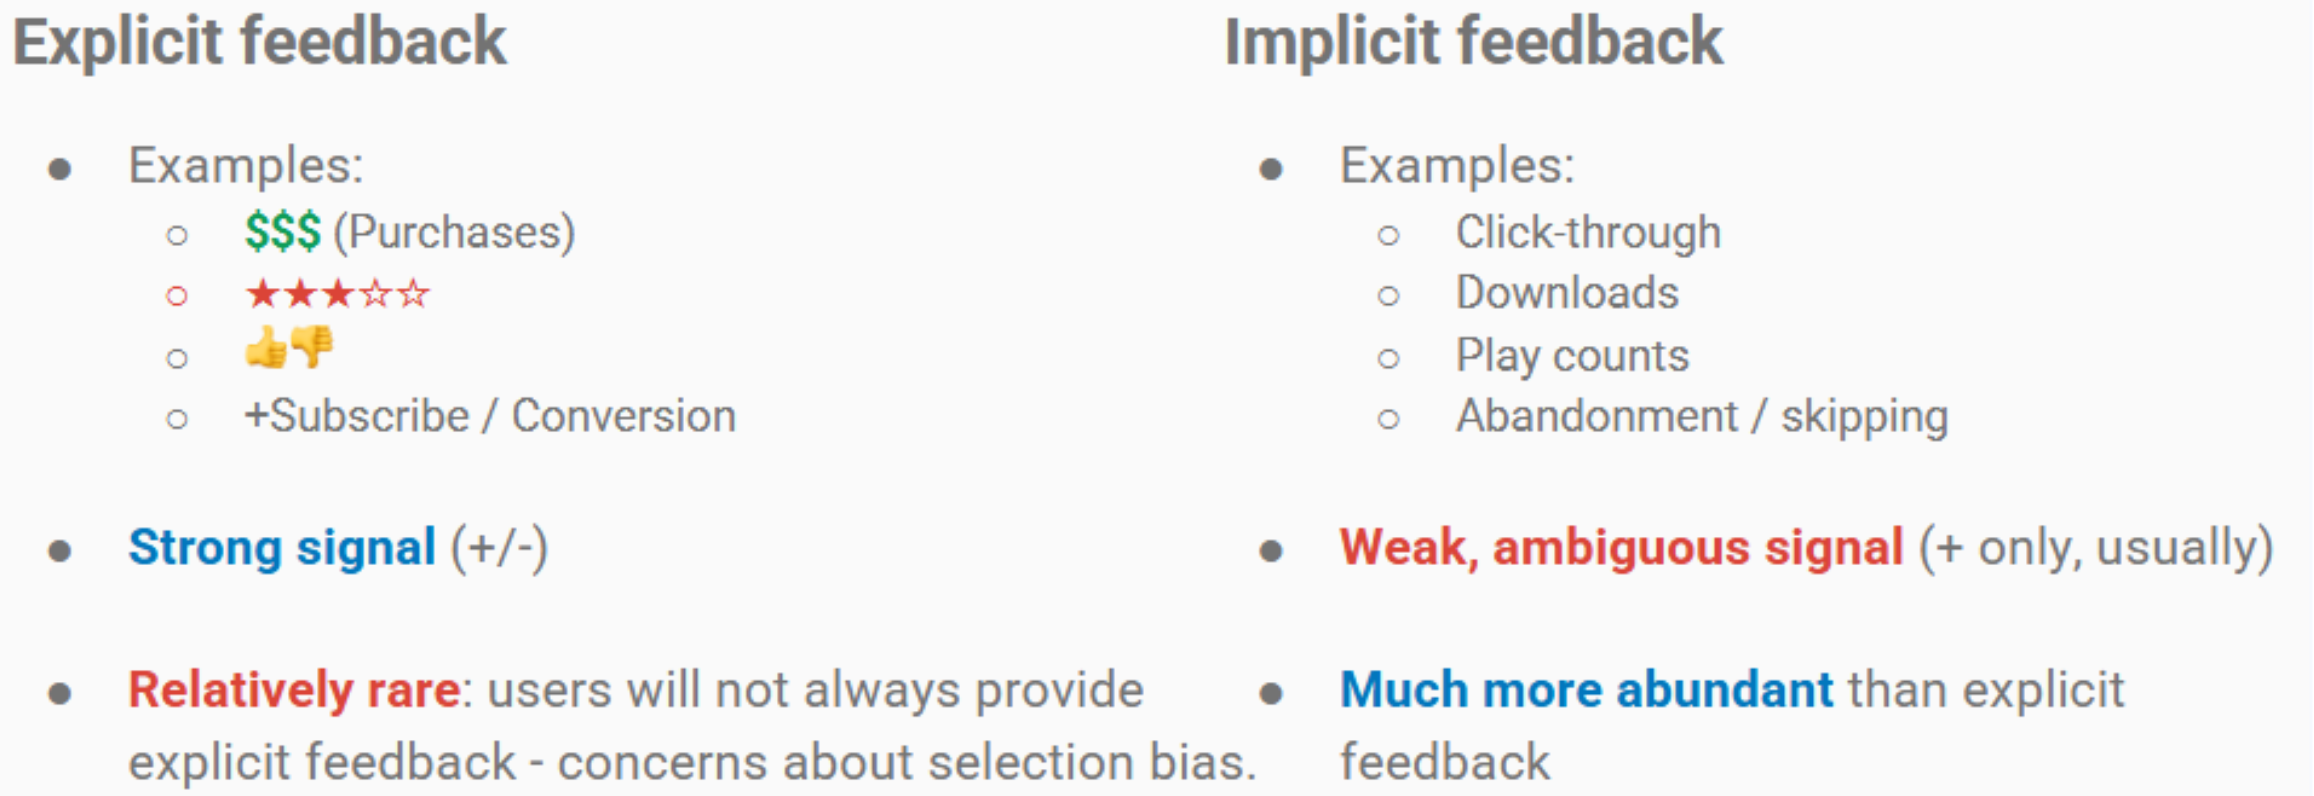 Explicit feedback
● Examples:
○ $$$ (Purchases)
○ ★★★☆☆
○ 👍👎
○ +Subscribe / Conversion
● Strong signal (+/-)
● Relatively rare: users will not always provide
explicit feedback - concerns about selection bias.
Implicit feedback
● Examples:
○ Click-through
○ Downloads
○ Play counts
○ Abandonment / skipping
● Weak, ambiguous signal (+ only, usually)
● Much more abundant than explicit
feedback